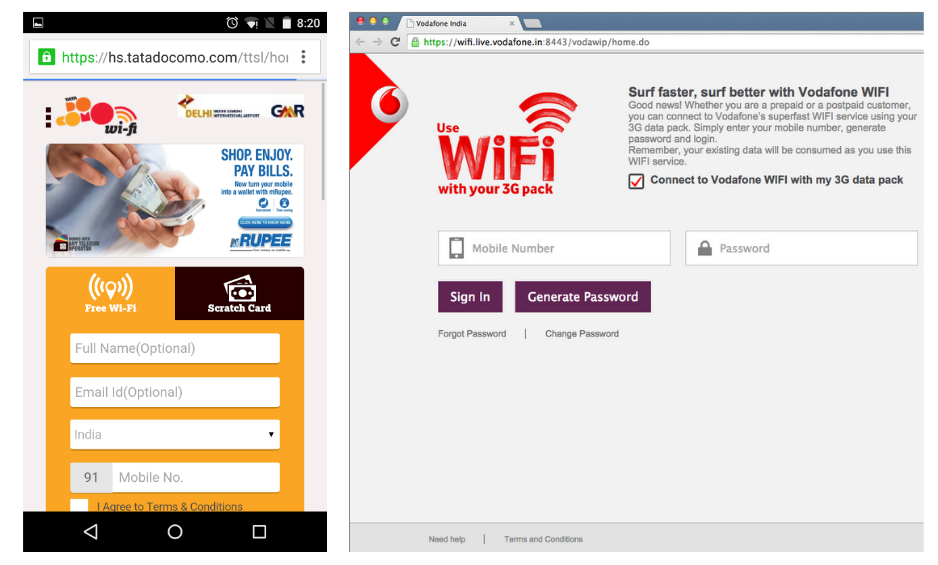 8:20
https://hs.tatadocomo.com/ttsl/hor
TATA
wi-fi
DELHI INDIRA GANDHI INTERNATIONAL AIRPORT
GMR
SHOP. ENJOY.
PAY BILLS.
Now turn your mobile
into a wallet with mRupee.
CLICK HERE TO KNOW MORE
WORKS WITH
ANY TELECOM
OPERATOR
mRUPEE
Free Wi-Fi
Scratch Card
Full Name(Optional)
Email Id(Optional)
India
91 Mobile No.
I Agree to Terms & Conditions
Vodafone India
https://wifi.live.vodafone.in:8443/vodawip/home.do
Use
WiFi
with your 3G pack
Surf faster, surf better with Vodafone WIFI
Good news! Whether you are a prepaid or a postpaid customer,
you can connect to Vodafone's superfast WIFI service using your
3G data pack. Simply enter your mobile number, generate
password and login.
Remember, your existing data will be consumed as you use this
WIFI service.
Connect to Vodafone WIFI with my 3G data pack
Mobile Number
Password
Sign In
Generate Password
Forgot Password | Change Password
Need help | Terms and Conditions